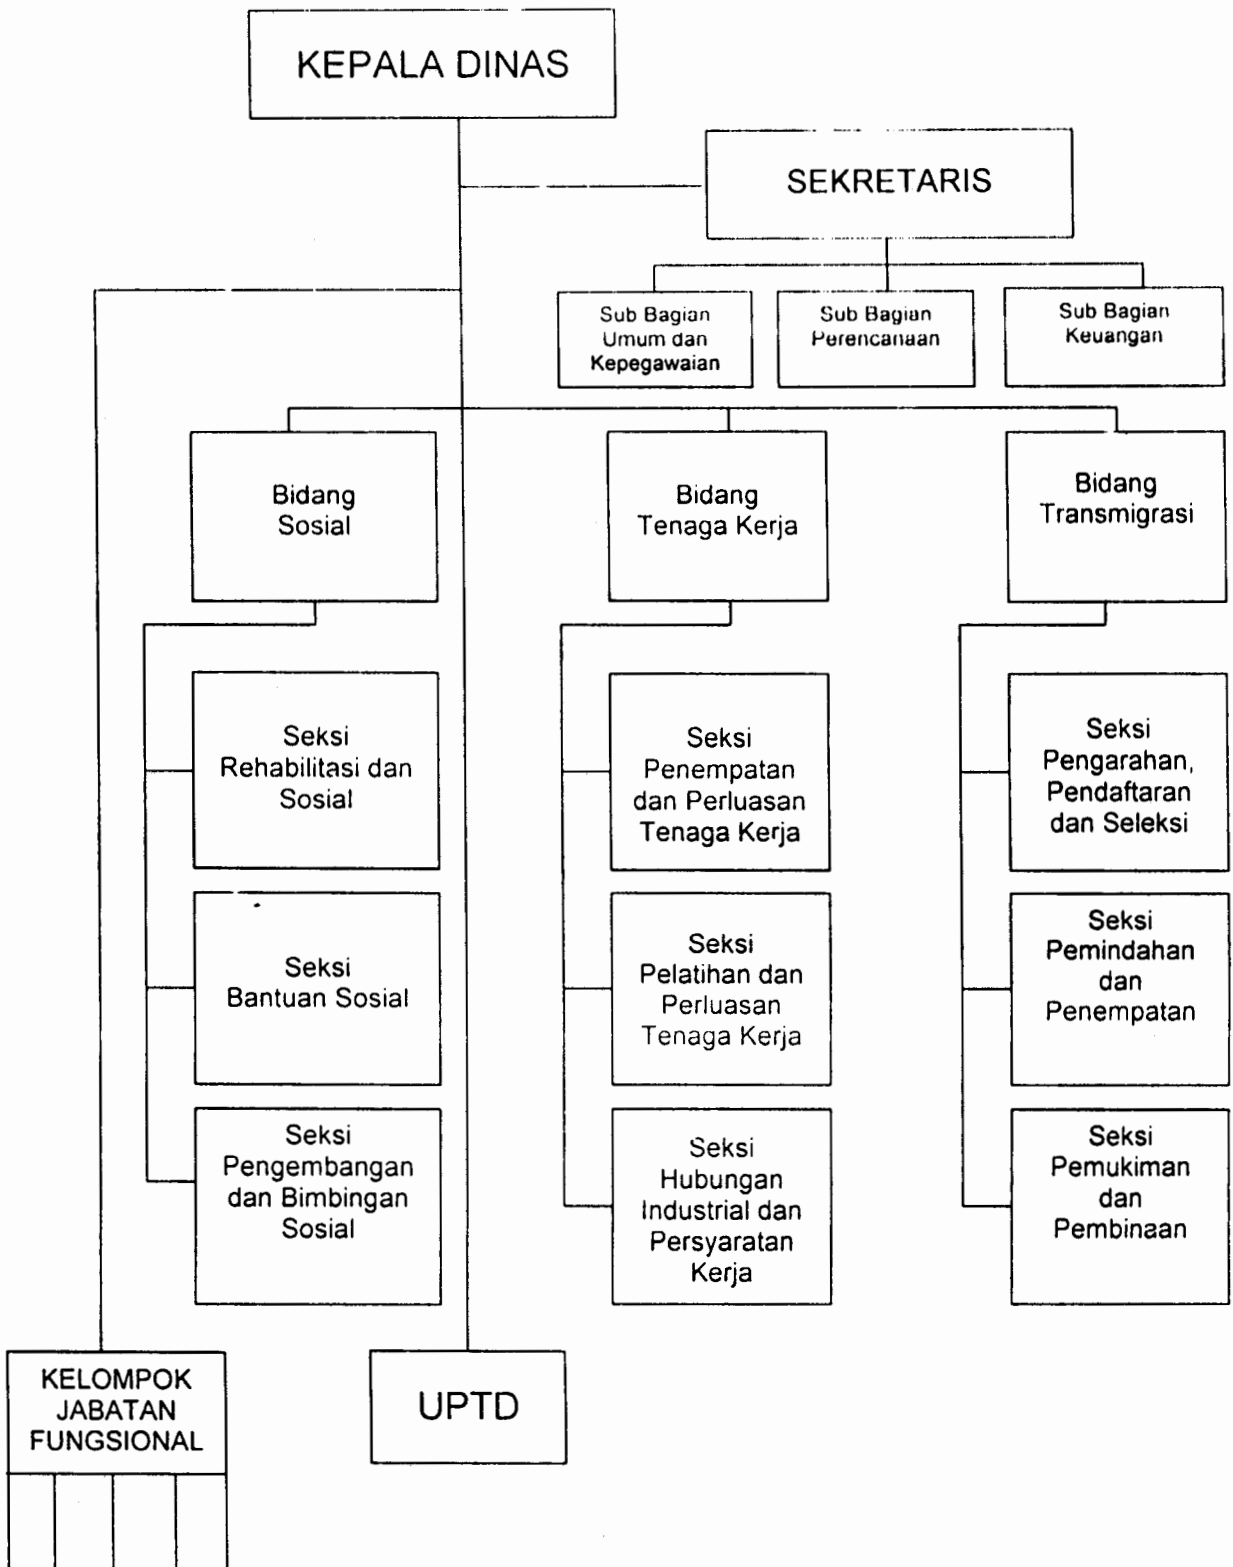 KEPALA DINAS
SEKRETARIS
Sub Bagian
Umum dan
Kepegawaian
Sub Bagian
Perencanaan
Sub Bagian
Keuangan
Bidang
Sosial
Bidang
Tenaga Kerja
Bidang
Transmigrasi
Seksi
Rehabilitasi dan
Sosial
Seksi
Penempatan
dan Perluasan
Tenaga Kerja
Seksi
Pengarahan,
Pendaftaran
dan Seleksi
Seksi
Bantuan Sosial
Seksi
Pelatihan dan
Perluasan
Tenaga Kerja
Seksi
Pemindahan
dan
Penempatan
Seksi
Pengembangan
dan Bimbingan
Sosial
Seksi
Hubungan
Industrial dan
Persyaratan
Kerja
Seksi
Pemukiman
dan
Pembinaan
KELOMPOK
JABATAN
FUNGSIONAL
UPTD